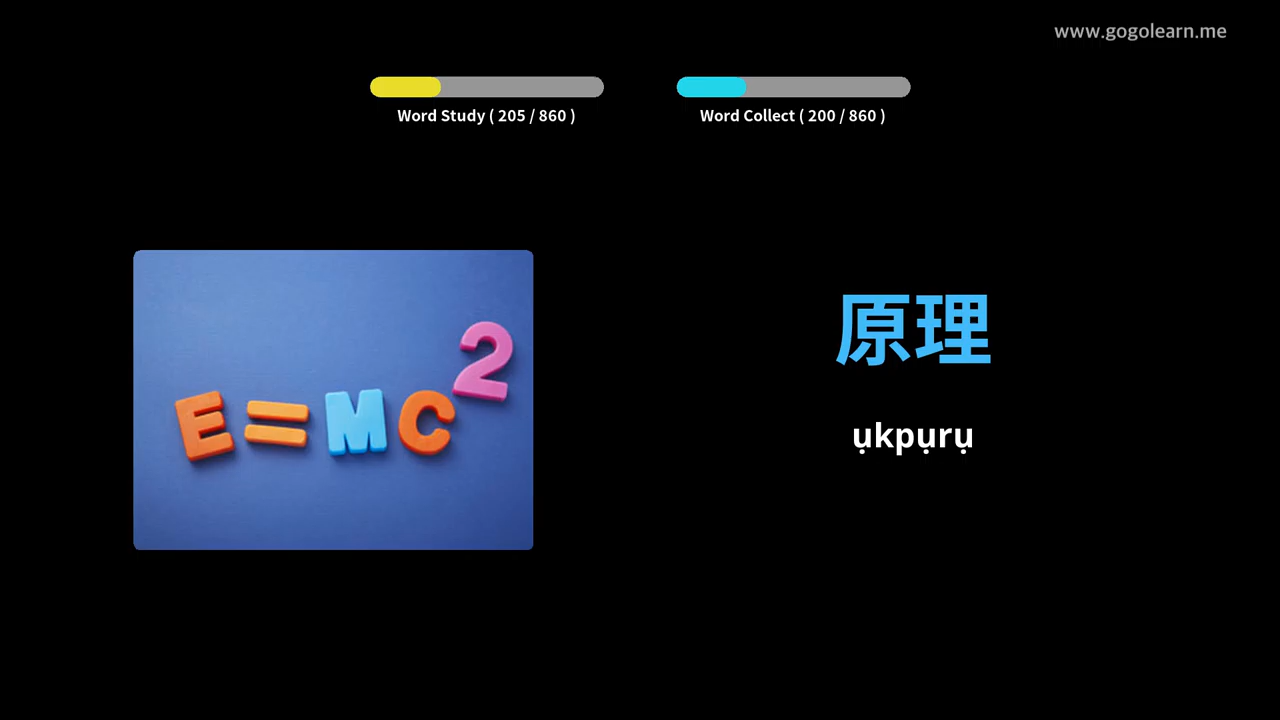 www.gogolearn.me
Word Study ( 205 / 860 )
Word Collect ( 200 / 860 )
E=MC²
原理
ụkpụrụ